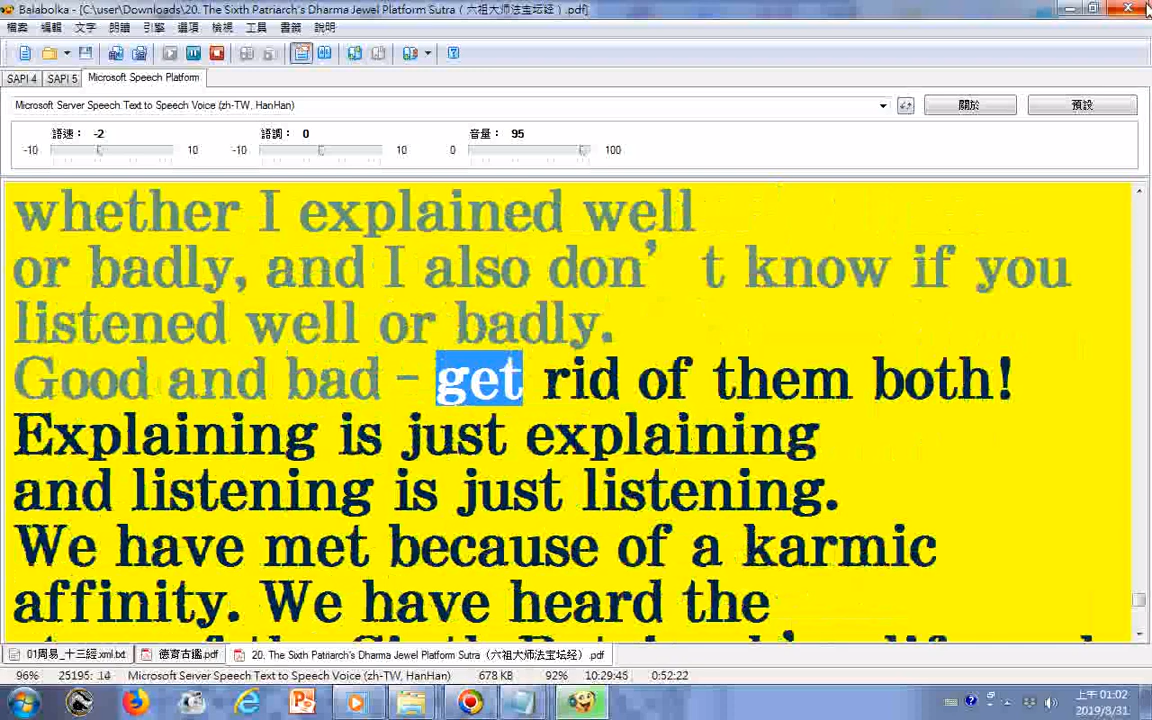 Balabolka - [C:\user\Downloads\20. The Sixth Patriarch's Dharma Jewel Platform Sutra（六祖大师法宝坛经）.pdf]
檔案 編輯 文字 朗讀 引擎 選項 檢視 工具 書籤 說明
SAPI 4 SAPI 5 Microsoft Speech Platform
Microsoft Server Speech Text to Speech Voice (zh-TW, HanHan) 關於 預設
語速： -2 語調： 0 音量： 95
-10 10 -10 10 0 100
whether I explained well
or badly, and I also don’t know if you
listened well or badly.
Good and bad - get rid of them both!
Explaining is just explaining
and listening is just listening.
We have met because of a karmic
affinity. We have heard the
01周易_十三經.xml.txt 德育古鑑.pdf 20. The Sixth Patriarch's Dharma Jewel Platform Sutra（六祖大师法宝坛经）.pdf
96% 25195: 14 Microsoft Server Speech Text to Speech Voice (zh-TW, HanHan) 678 KB 92% 10:29:45 0:52:22
上午 01:02
2019/8/31